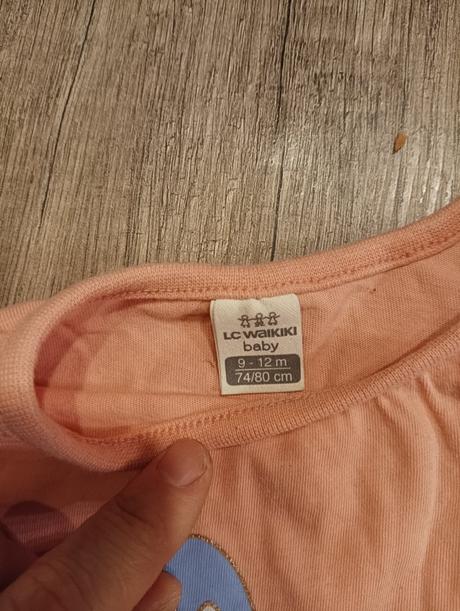 LC WAIKIKI
baby
9 - 12 m
74/80 cm